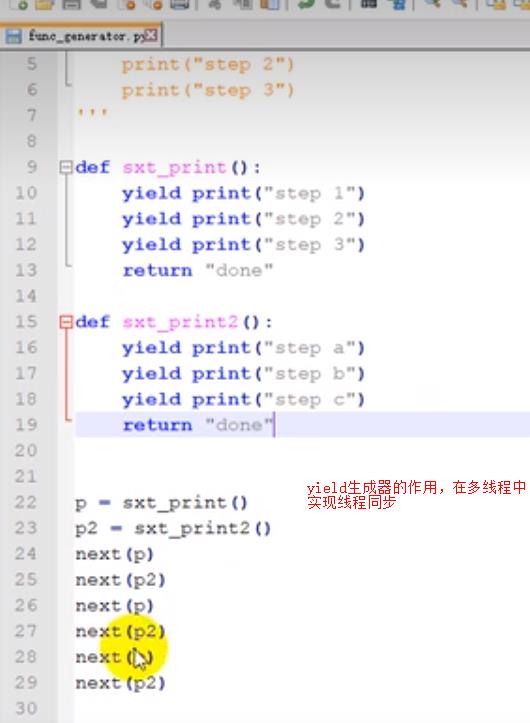 func_generator.py
5 print("step 2")
6 print("step 3")
7 '''
8
9 def sxt_print():
10 yield print("step 1")
11 yield print("step 2")
12 yield print("step 3")
13 return "done"
14
15 def sxt_print2():
16 yield print("step a")
17 yield print("step b")
18 yield print("step c")
19 return "done"
20
21
yield生成器的作用，在多线程中
实现线程同步
22 p = sxt_print()
23 p2 = sxt_print2()
24 next(p)
25 next(p2)
26 next(p)
27 next(p2)
28 next( )
29 next(p2)
30